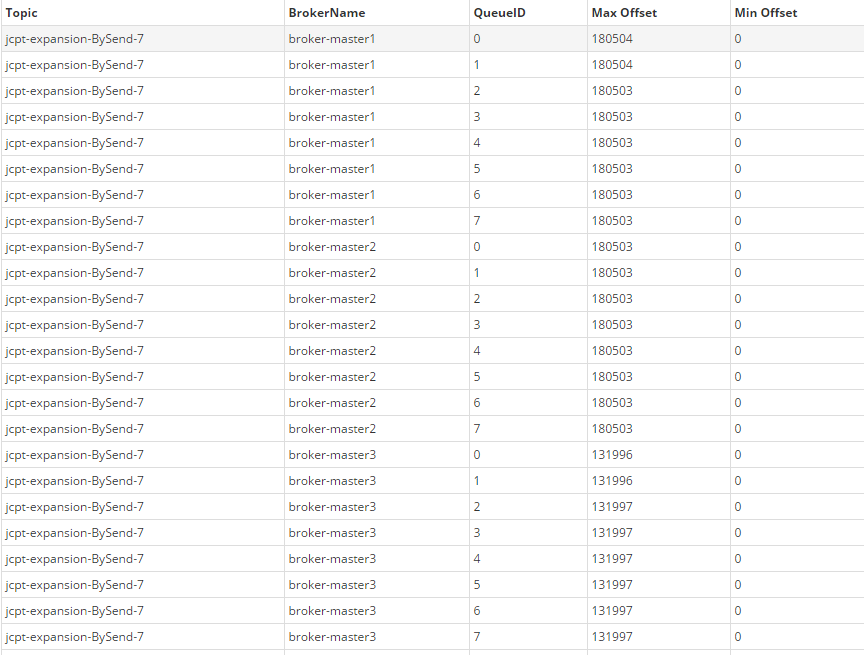 Topic BrokerName QueueID Max Offset Min Offset
jcpt-expansion-BySend-7 broker-master1 0 180504 0
jcpt-expansion-BySend-7 broker-master1 1 180504 0
jcpt-expansion-BySend-7 broker-master1 2 180503 0
jcpt-expansion-BySend-7 broker-master1 3 180503 0
jcpt-expansion-BySend-7 broker-master1 4 180503 0
jcpt-expansion-BySend-7 broker-master1 5 180503 0
jcpt-expansion-BySend-7 broker-master1 6 180503 0
jcpt-expansion-BySend-7 broker-master1 7 180503 0
jcpt-expansion-BySend-7 broker-master2 0 180503 0
jcpt-expansion-BySend-7 broker-master2 1 180503 0
jcpt-expansion-BySend-7 broker-master2 2 180503 0
jcpt-expansion-BySend-7 broker-master2 3 180503 0
jcpt-expansion-BySend-7 broker-master2 4 180503 0
jcpt-expansion-BySend-7 broker-master2 5 180503 0
jcpt-expansion-BySend-7 broker-master2 6 180503 0
jcpt-expansion-BySend-7 broker-master2 7 180503 0
jcpt-expansion-BySend-7 broker-master3 0 131996 0
jcpt-expansion-BySend-7 broker-master3 1 131996 0
jcpt-expansion-BySend-7 broker-master3 2 131997 0
jcpt-expansion-BySend-7 broker-master3 3 131997 0
jcpt-expansion-BySend-7 broker-master3 4 131997 0
jcpt-expansion-BySend-7 broker-master3 5 131997 0
jcpt-expansion-BySend-7 broker-master3 6 131997 0
jcpt-expansion-BySend-7 broker-master3 7 131997 0